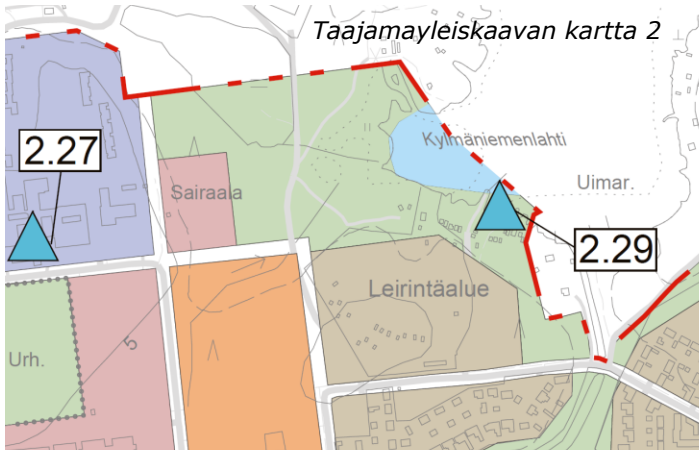 Taajamayleiskaavan kartta 2
2.27
Kylmäniemenlahti
Sairaala
Uimar.
2.29
Leirintäalue
Urh.
5